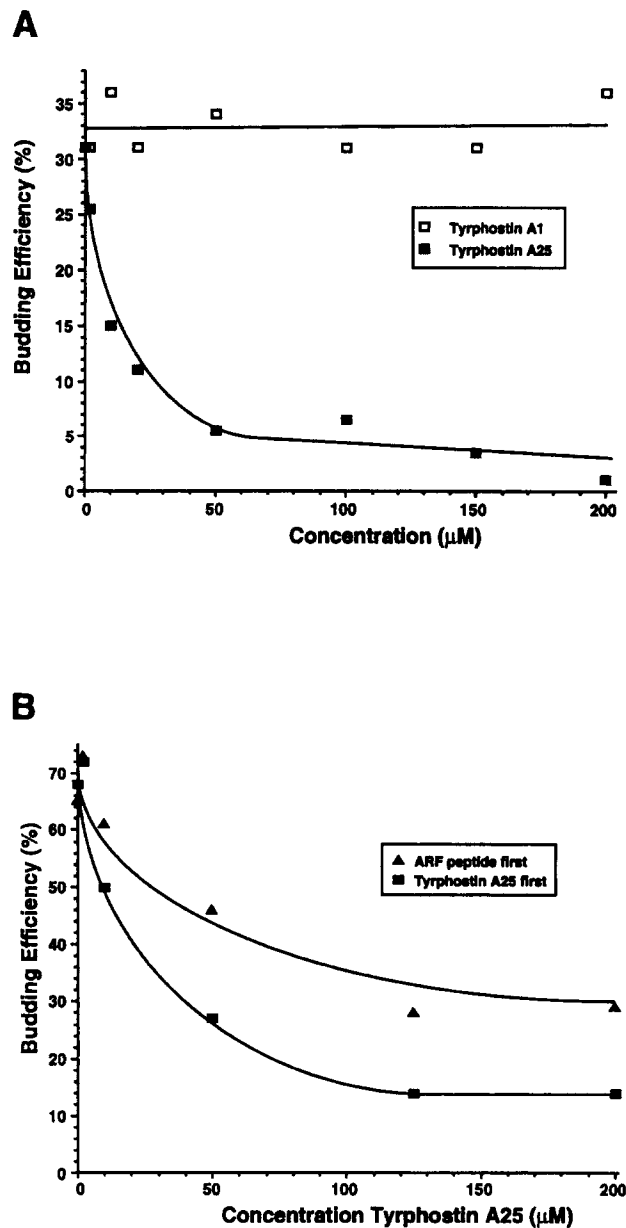 A
35
30
25
20
15
10
5
0
Budding Efficiency (%)
Tyrphostin A1
Tyrphostin A25
0 50 100 150 200
Concentration (μM)
B
70
60
50
40
30
20
10
0
Budding Efficiency (%)
ARF peptide first
Tyrphostin A25 first
0 50 100 150 200
Concentration Tyrphostin A25 (μM)